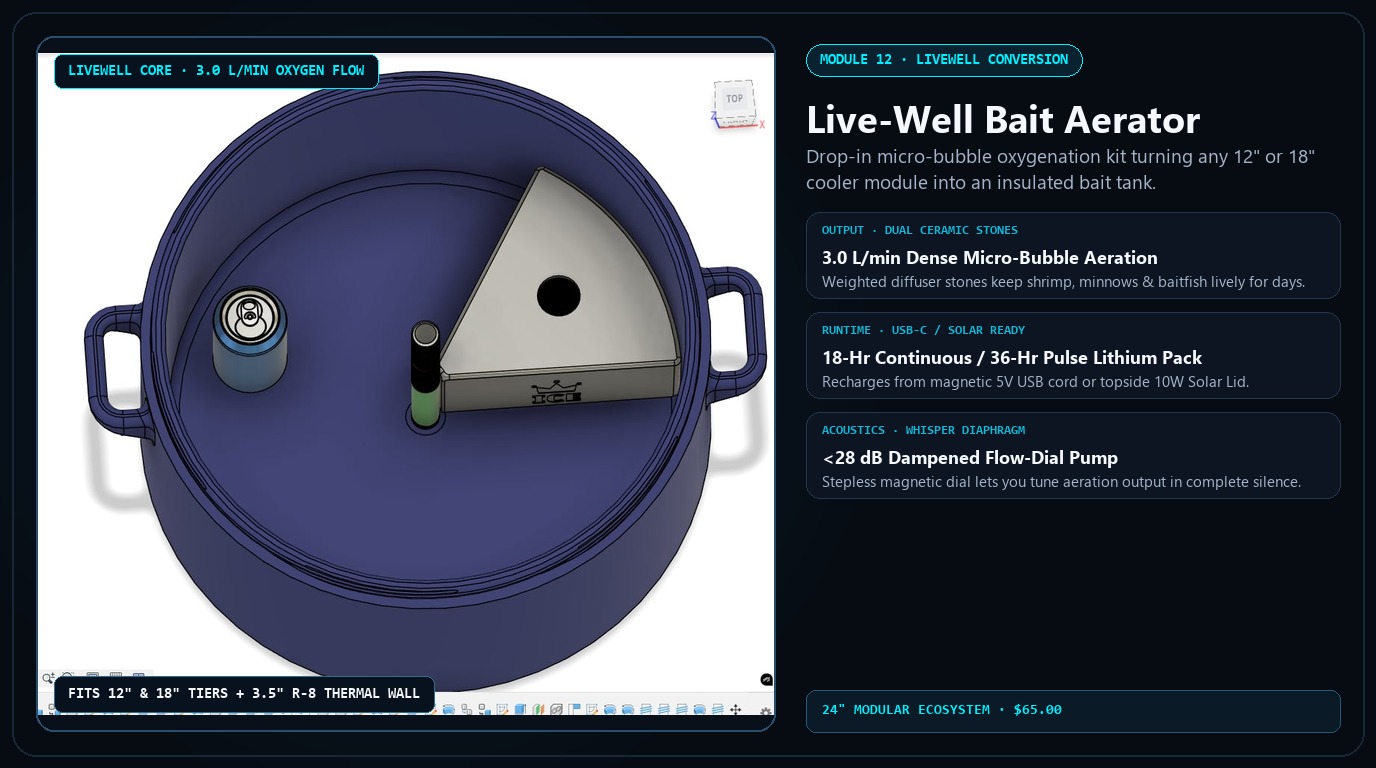 LIVEWELL CORE · 3.0 L/MIN OXYGEN FLOW
TOP
Z
X
ICE
FITS 12" & 18" TIERS + 3.5" R-8 THERMAL WALL
MODULE 12 · LIVEWELL CONVERSION
Live-Well Bait Aerator
Drop-in micro-bubble oxygenation kit turning any 12" or 18"
cooler module into an insulated bait tank.
OUTPUT · DUAL CERAMIC STONES
3.0 L/min Dense Micro-Bubble Aeration
Weighted diffuser stones keep shrimp, minnows & baitfish lively for days.
RUNTIME · USB-C / SOLAR READY
18-Hr Continuous / 36-Hr Pulse Lithium Pack
Recharges from magnetic 5V USB cord or topside 10W Solar Lid.
ACOUSTICS · WHISPER DIAPHRAGM
<28 dB Dampened Flow-Dial Pump
Stepless magnetic dial lets you tune aeration output in complete silence.
24" MODULAR ECOSYSTEM · $65.00